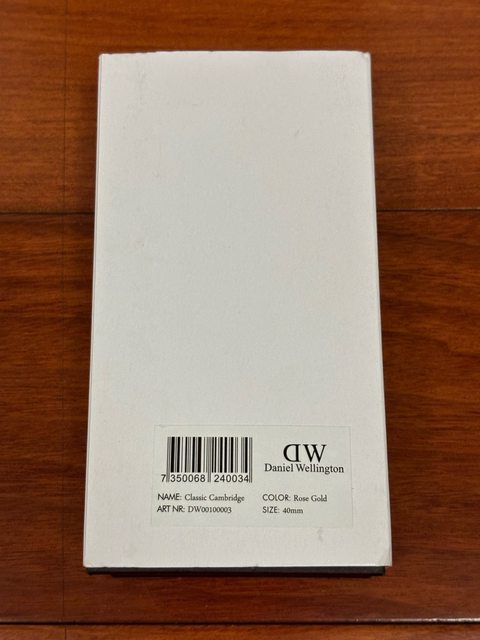 DW
Daniel Wellington
7 350068 240034
NAME: Classic Cambridge COLOR: Rose Gold
ART NR: DW00100003 SIZE: 40mm